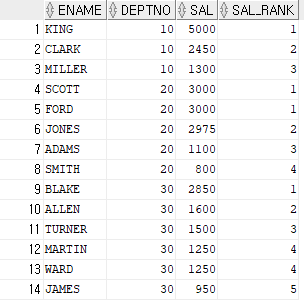 ENAME DEPTNO SAL SAL_RANK
1 KING 10 5000 1
2 CLARK 10 2450 2
3 MILLER 10 1300 3
4 SCOTT 20 3000 1
5 FORD 20 3000 1
6 JONES 20 2975 2
7 ADAMS 20 1100 3
8 SMITH 20 800 4
9 BLAKE 30 2850 1
10 ALLEN 30 1600 2
11 TURNER 30 1500 3
12 MARTIN 30 1250 4
13 WARD 30 1250 4
14 JAMES 30 950 5